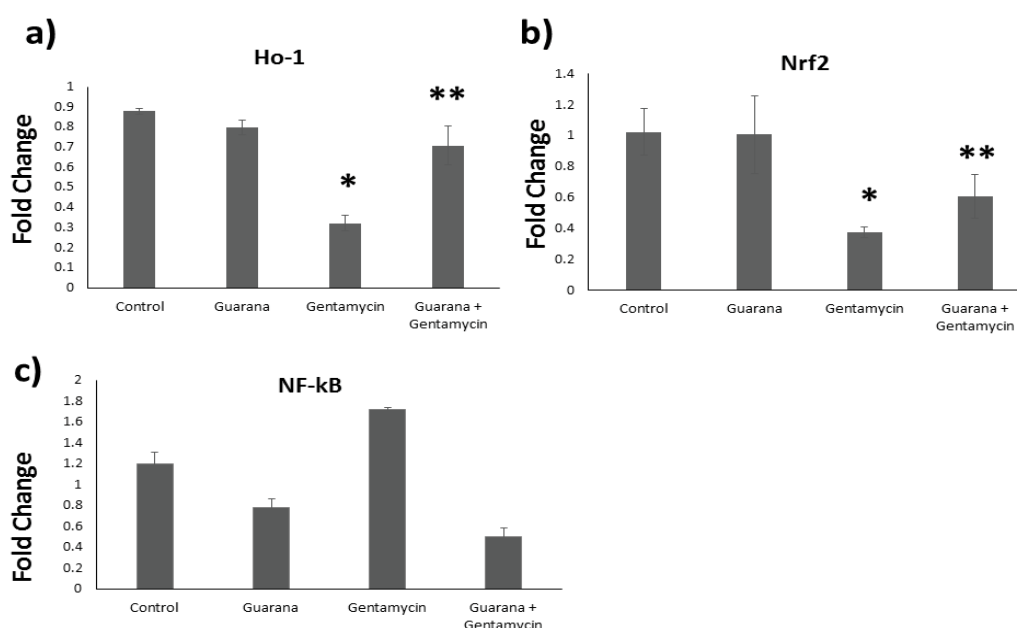 a)
Ho-1
Fold Change
1
0.9
0.8
0.7
0.6
0.5
0.4
0.3
0.2
0.1
0
*
**
Control
Guarana
Gentamycin
Guarana +
Gentamycin
b)
Nrf2
Fold Change
1.4
1.2
1
0.8
0.6
0.4
0.2
0
*
**
Control
Guarana
Gentamycin
Guarana +
Gentamycin
c)
NF-kB
Fold Change
2
1.8
1.6
1.4
1.2
1
0.8
0.6
0.4
0.2
0
Control
Guarana
Gentamycin
Guarana +
Gentamycin